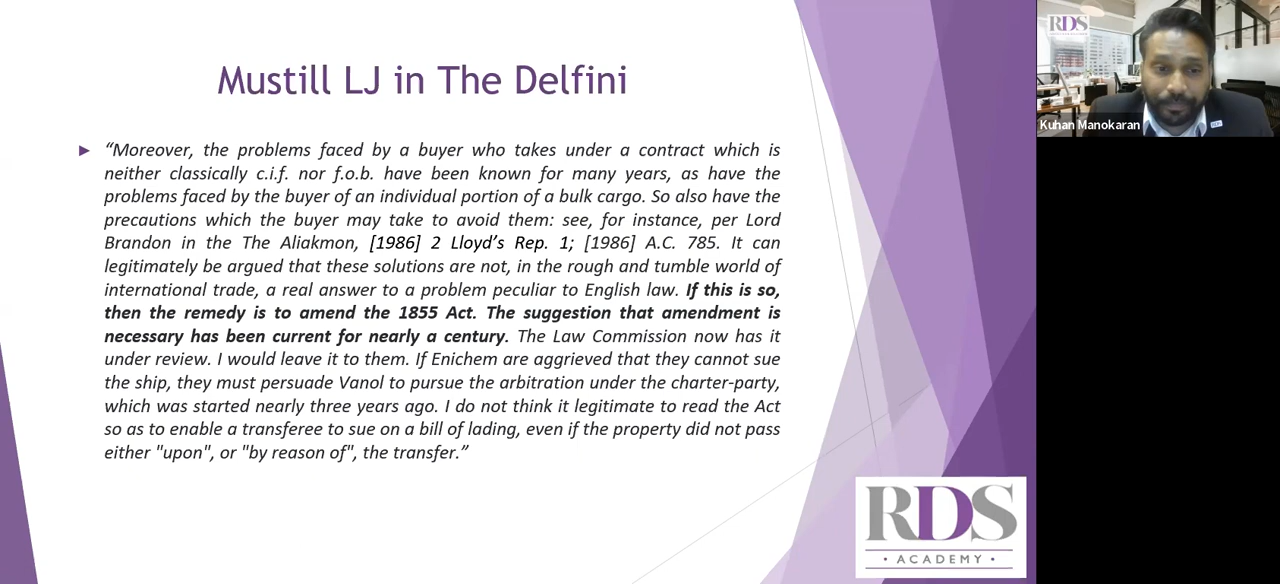 Mustill LJ in The Delfini
“Moreover, the problems faced by a buyer who takes under a contract which is
neither classically c.i.f. nor f.o.b. have been known for many years, as have the
problems faced by the buyer of an individual portion of a bulk cargo. So also have the
precautions which the buyer may take to avoid them: see, for instance, per Lord
Brandon in the The Aliakmon, [1986] 2 Lloyd’s Rep. 1; [1986] A.C. 785. It can
legitimately be argued that these solutions are not, in the rough and tumble world of
international trade, a real answer to a problem peculiar to English law. If this is so,
then the remedy is to amend the 1855 Act. The suggestion that amendment is
necessary has been current for nearly a century. The Law Commission now has it
under review. I would leave it to them. If Enichem are aggrieved that they cannot sue
the ship, they must persuade Vanol to pursue the arbitration under the charter-party,
which was started nearly three years ago. I do not think it legitimate to read the Act
so as to enable a transferee to sue on a bill of lading, even if the property did not pass
either "upon", or "by reason of", the transfer.”
RDS
• ACADEMY •
RDS
Kuhan Manokaran